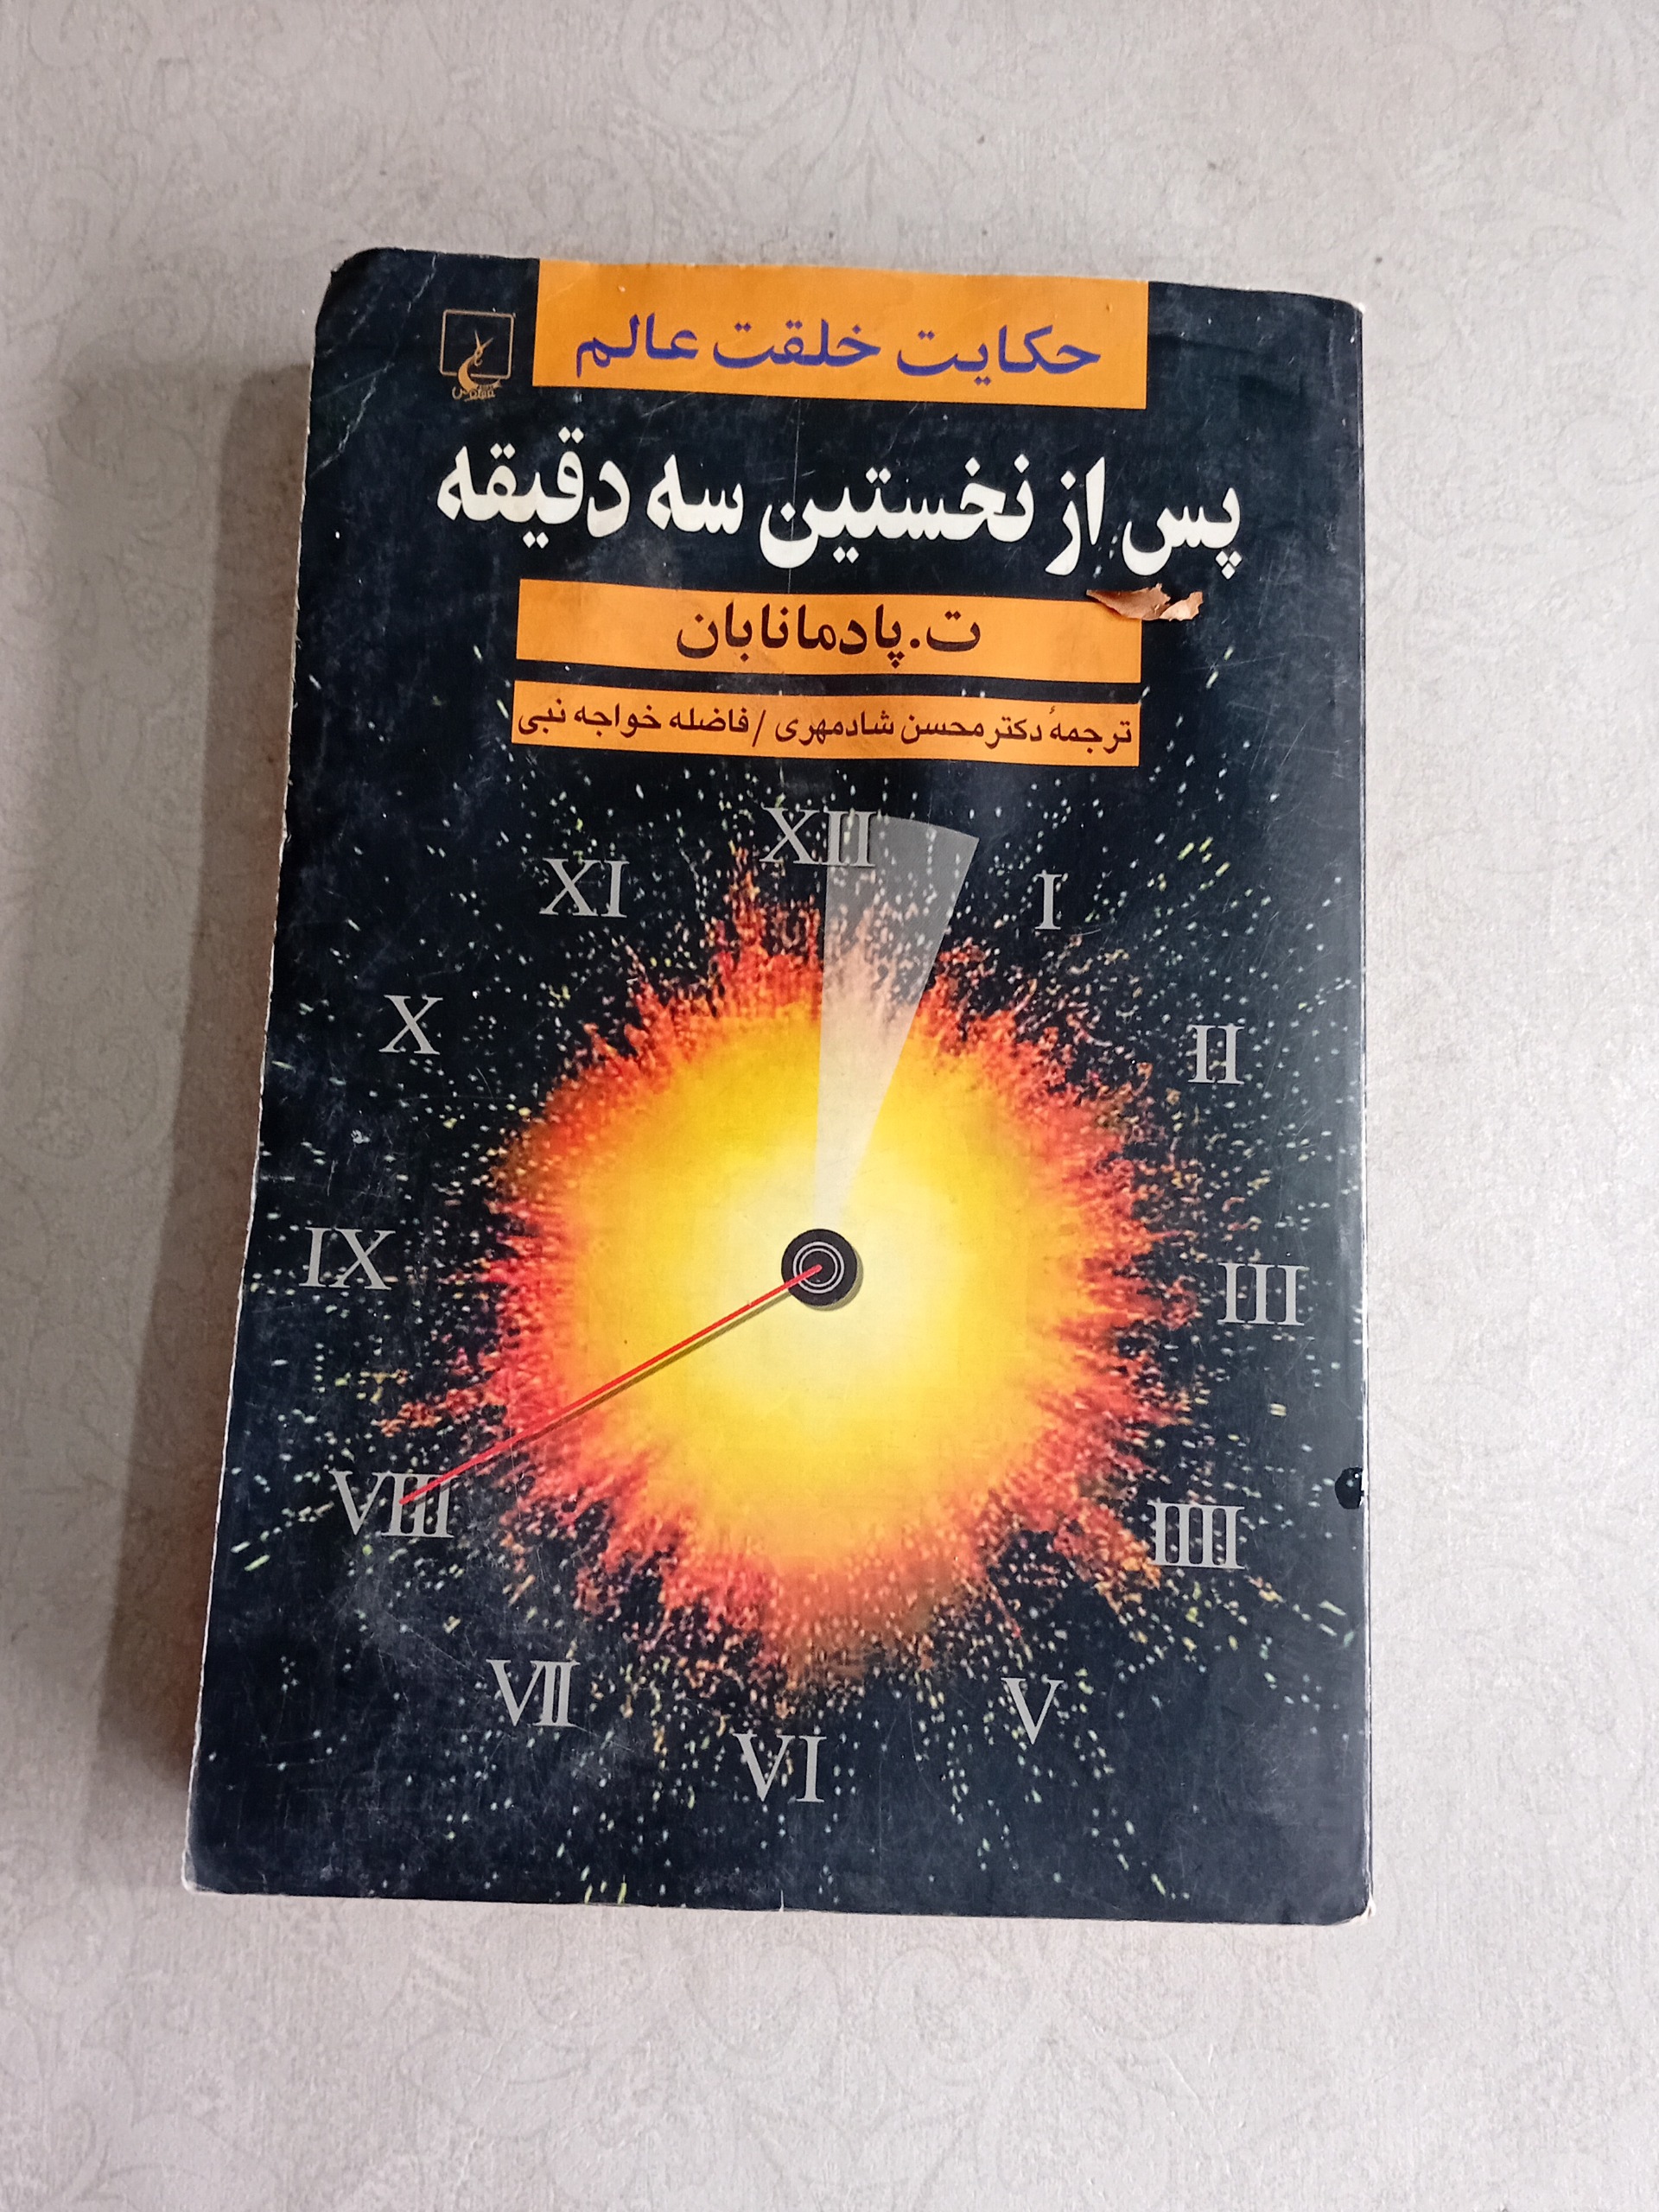 حکایت خلقت عالم
پس از نخستین سه دقیقه
ت.پادمانابان
ترجمهٔ دکتر محسن شادمهری / فاضله خواجه نبی
XII
XI
I
X
II
IX
III
VIII
IIII
VII
V
VI